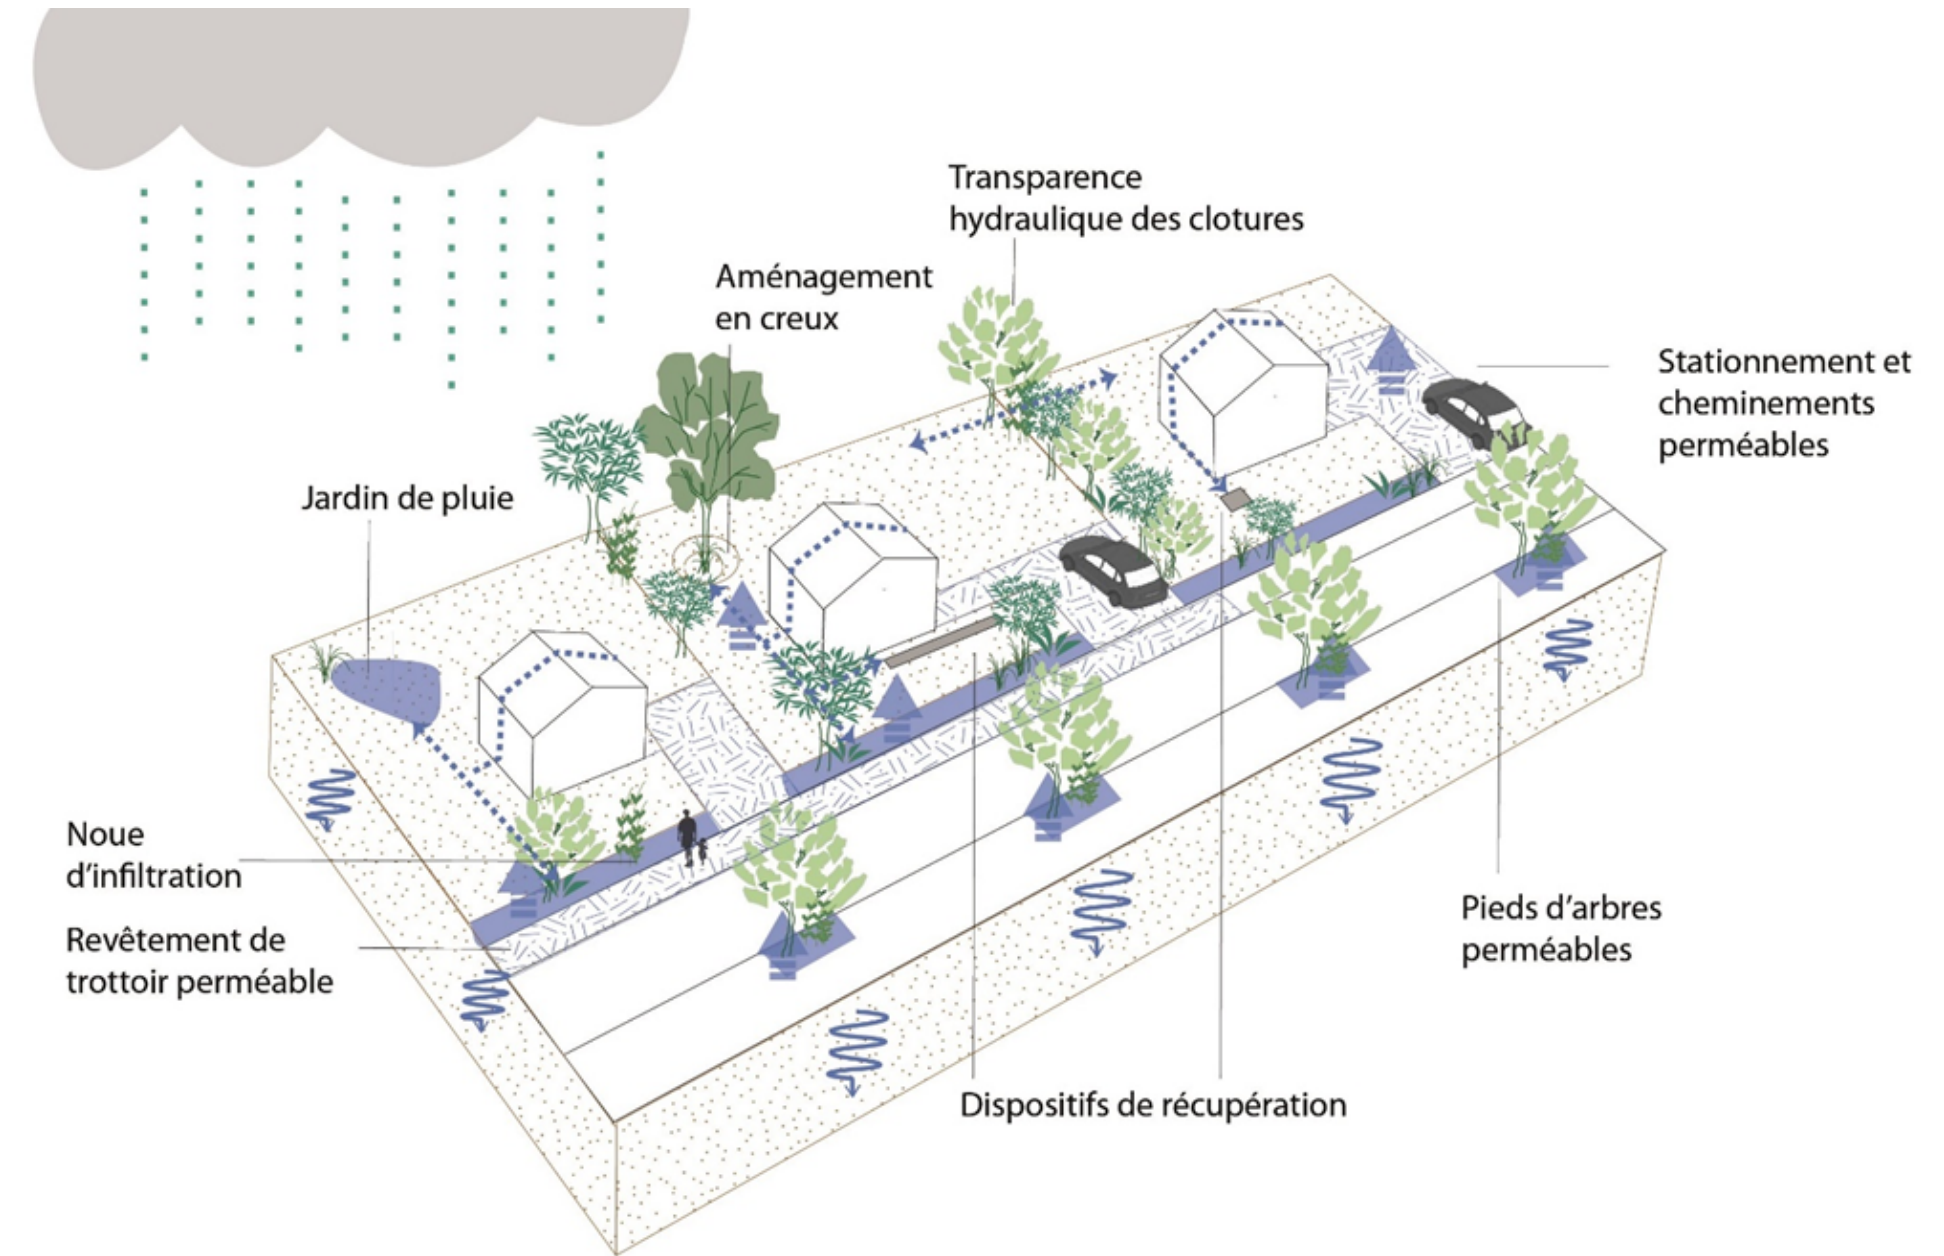 Transparence
hydraulique des clotures
Aménagement
en creux
Stationnement et
cheminements
perméables
Jardin de pluie
Noue
d'infiltration
Revêtement de
trottoir perméable
Pieds d'arbres
perméables
Dispositifs de récupération